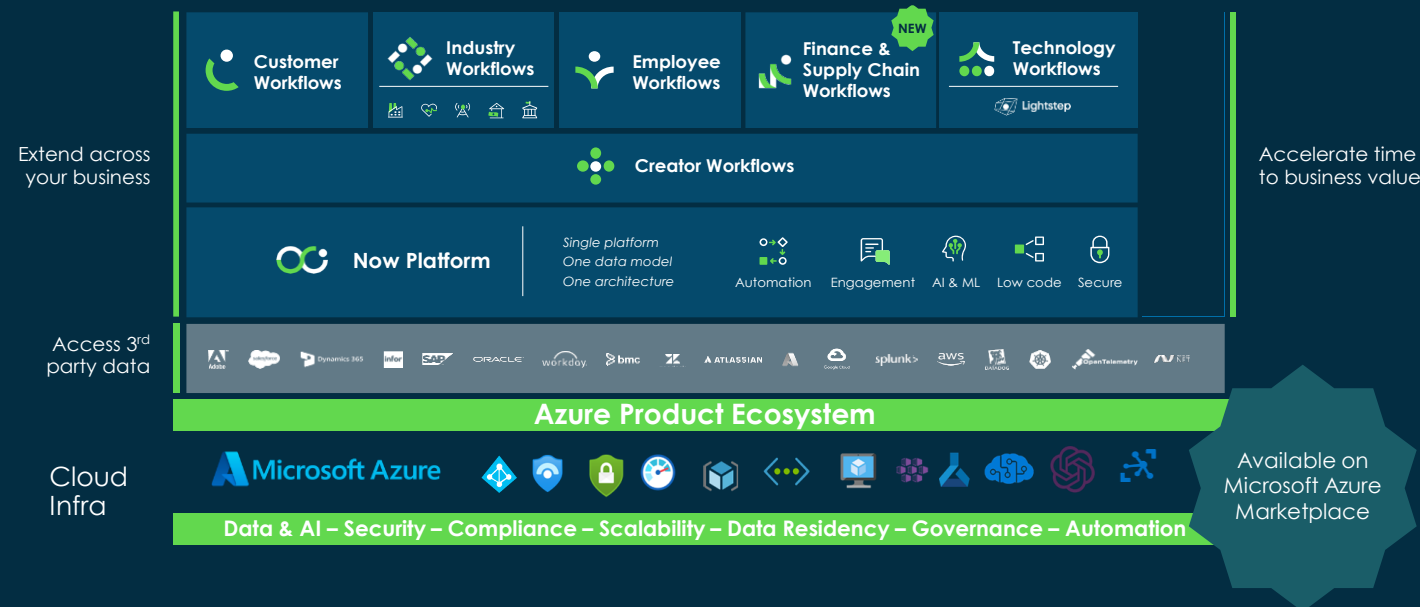 Customer
Workflows
Industry
Workflows
Employee
Workflows
NEW
Finance &
Supply Chain
Workflows
Technology
Workflows
Lightstep
Extend across
your business
Creator Workflows
Accelerate time
to business value
Now Platform
Single platform
One data model
One architecture
Automation
Engagement
AI & ML
Low code
Secure
Access 3rd
party data
Adobe
salesforce
Dynamics 365
infor
SAP
ORACLE
workday.
bmc
ATLASSIAN
Google Cloud
splunk>
aws
DATADOG
OpenTelemetry
Azure Product Ecosystem
Cloud
Infra
Microsoft Azure
Available on
Microsoft Azure
Marketplace
Data & AI – Security – Compliance – Scalability – Data Residency – Governance – Automation